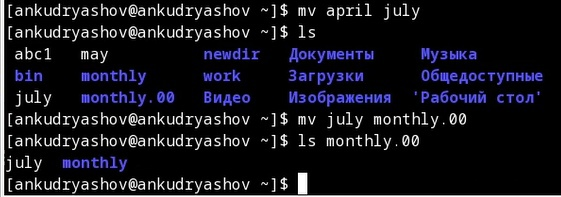 [ankudryashov@ankudryashov ~]$ mv april july
[ankudryashov@ankudryashov ~]$ ls
abc1 may newdir Документы Музыка
bin monthly work Загрузки Общедоступные
july monthly.00 Видео Изображения 'Рабочий стол'
[ankudryashov@ankudryashov ~]$ mv july monthly.00
[ankudryashov@ankudryashov ~]$ ls monthly.00
july monthly
[ankudryashov@ankudryashov ~]$